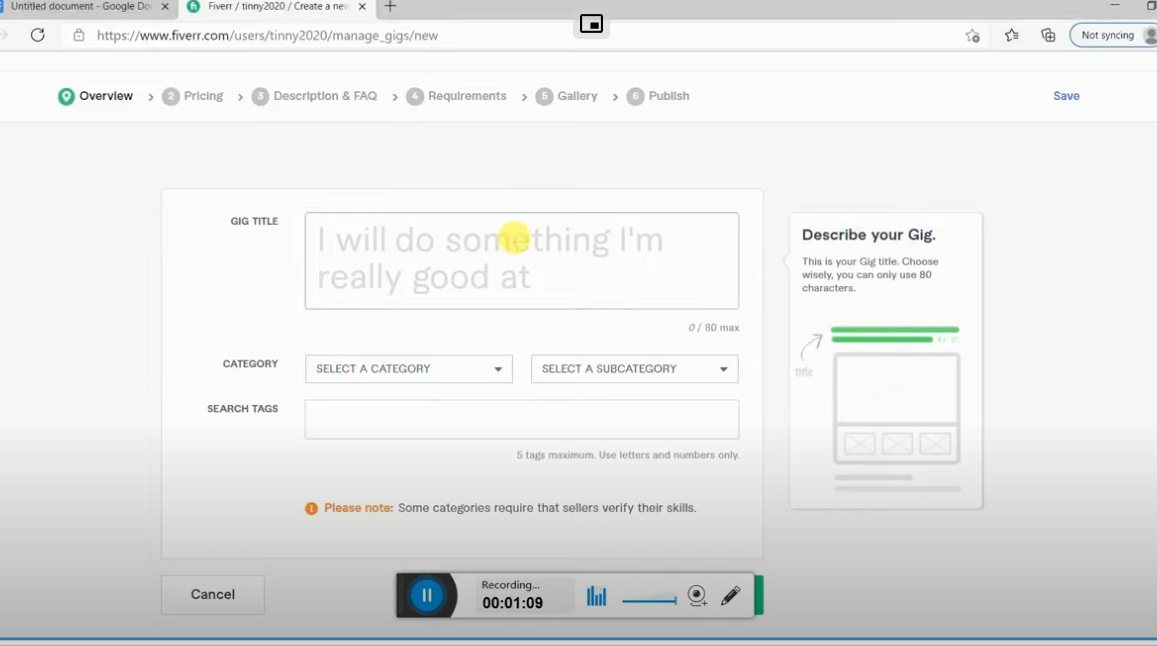 Untitled document - Google Do
Fiverr / tinny2020 / Create a new
https://www.fiverr.com/users/tinny2020/manage_gigs/new
Not syncing
Overview
2 Pricing
3 Description & FAQ
4 Requirements
5 Gallery
6 Publish
Save
GIG TITLE
I will do something I'm
really good at
0 / 80 max
CATEGORY
SELECT A CATEGORY
SELECT A SUBCATEGORY
SEARCH TAGS
5 tags maximum. Use letters and numbers only.
Please note: Some categories require that sellers verify their skills.
Describe your Gig.
This is your Gig title. Choose
wisely, you can only use 80
characters.
title
Cancel
Recording...
00:01:09